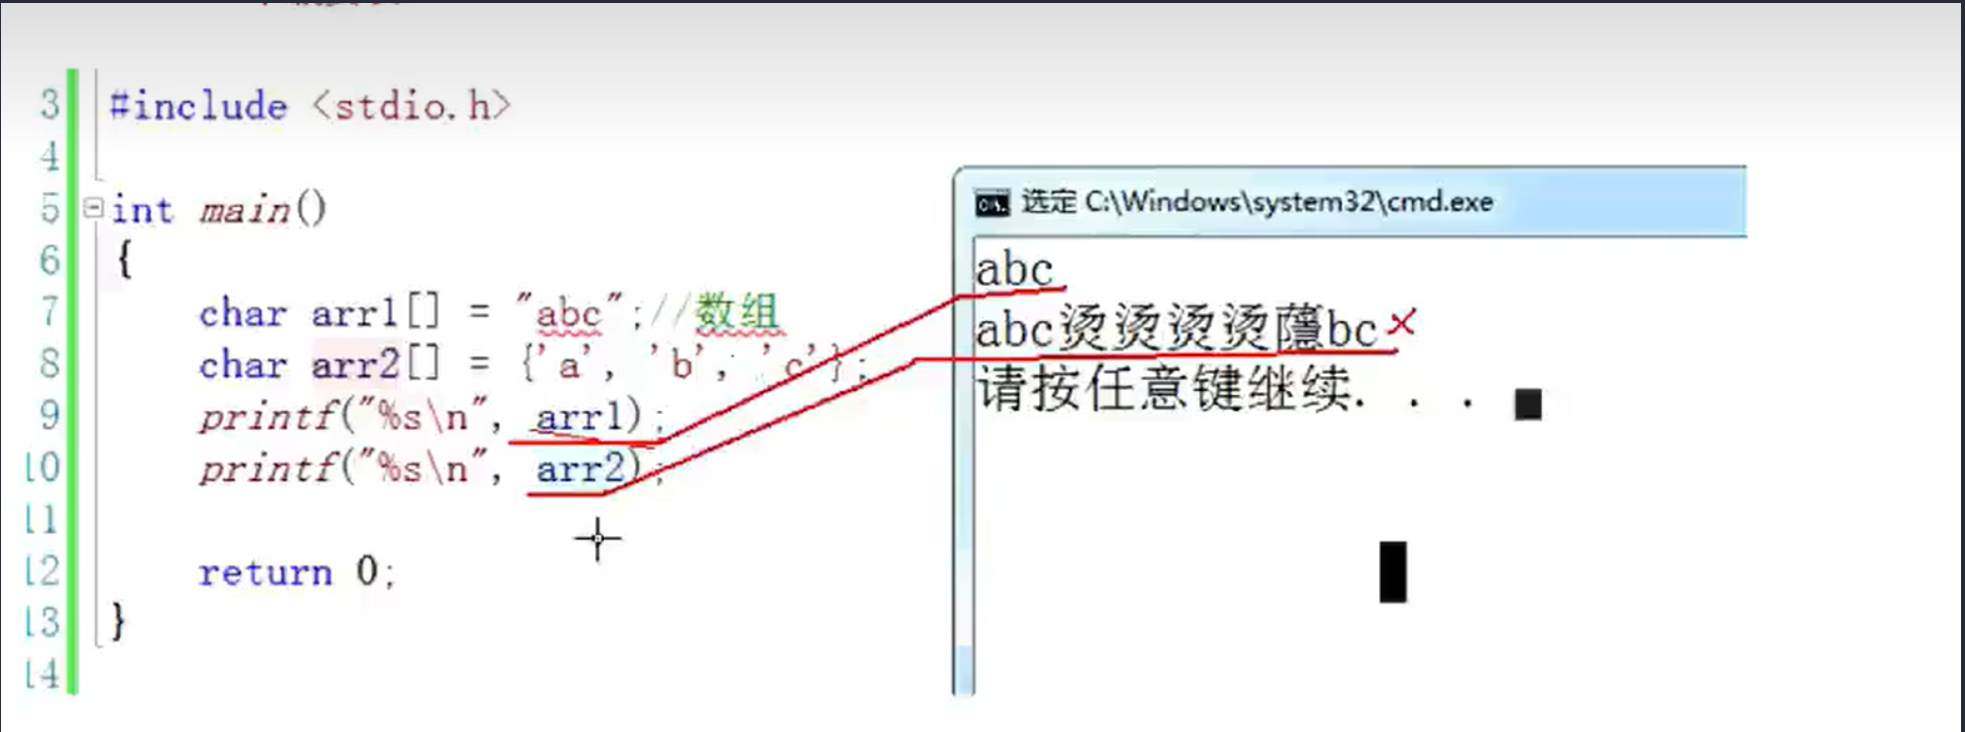 3 #include <stdio.h>
4
5 int main()
6 {
7 char arr1[] = "abc";//数组
8 char arr2[] = {'a', 'b', 'c'};
9 printf("%s\n", arr1);
10 printf("%s\n", arr2);
11
12 return 0;
13 }
14
选定 C:\Windows\system32\cmd.exe
abc
abc烫烫烫烫蘟bc
请按任意键继续. . .